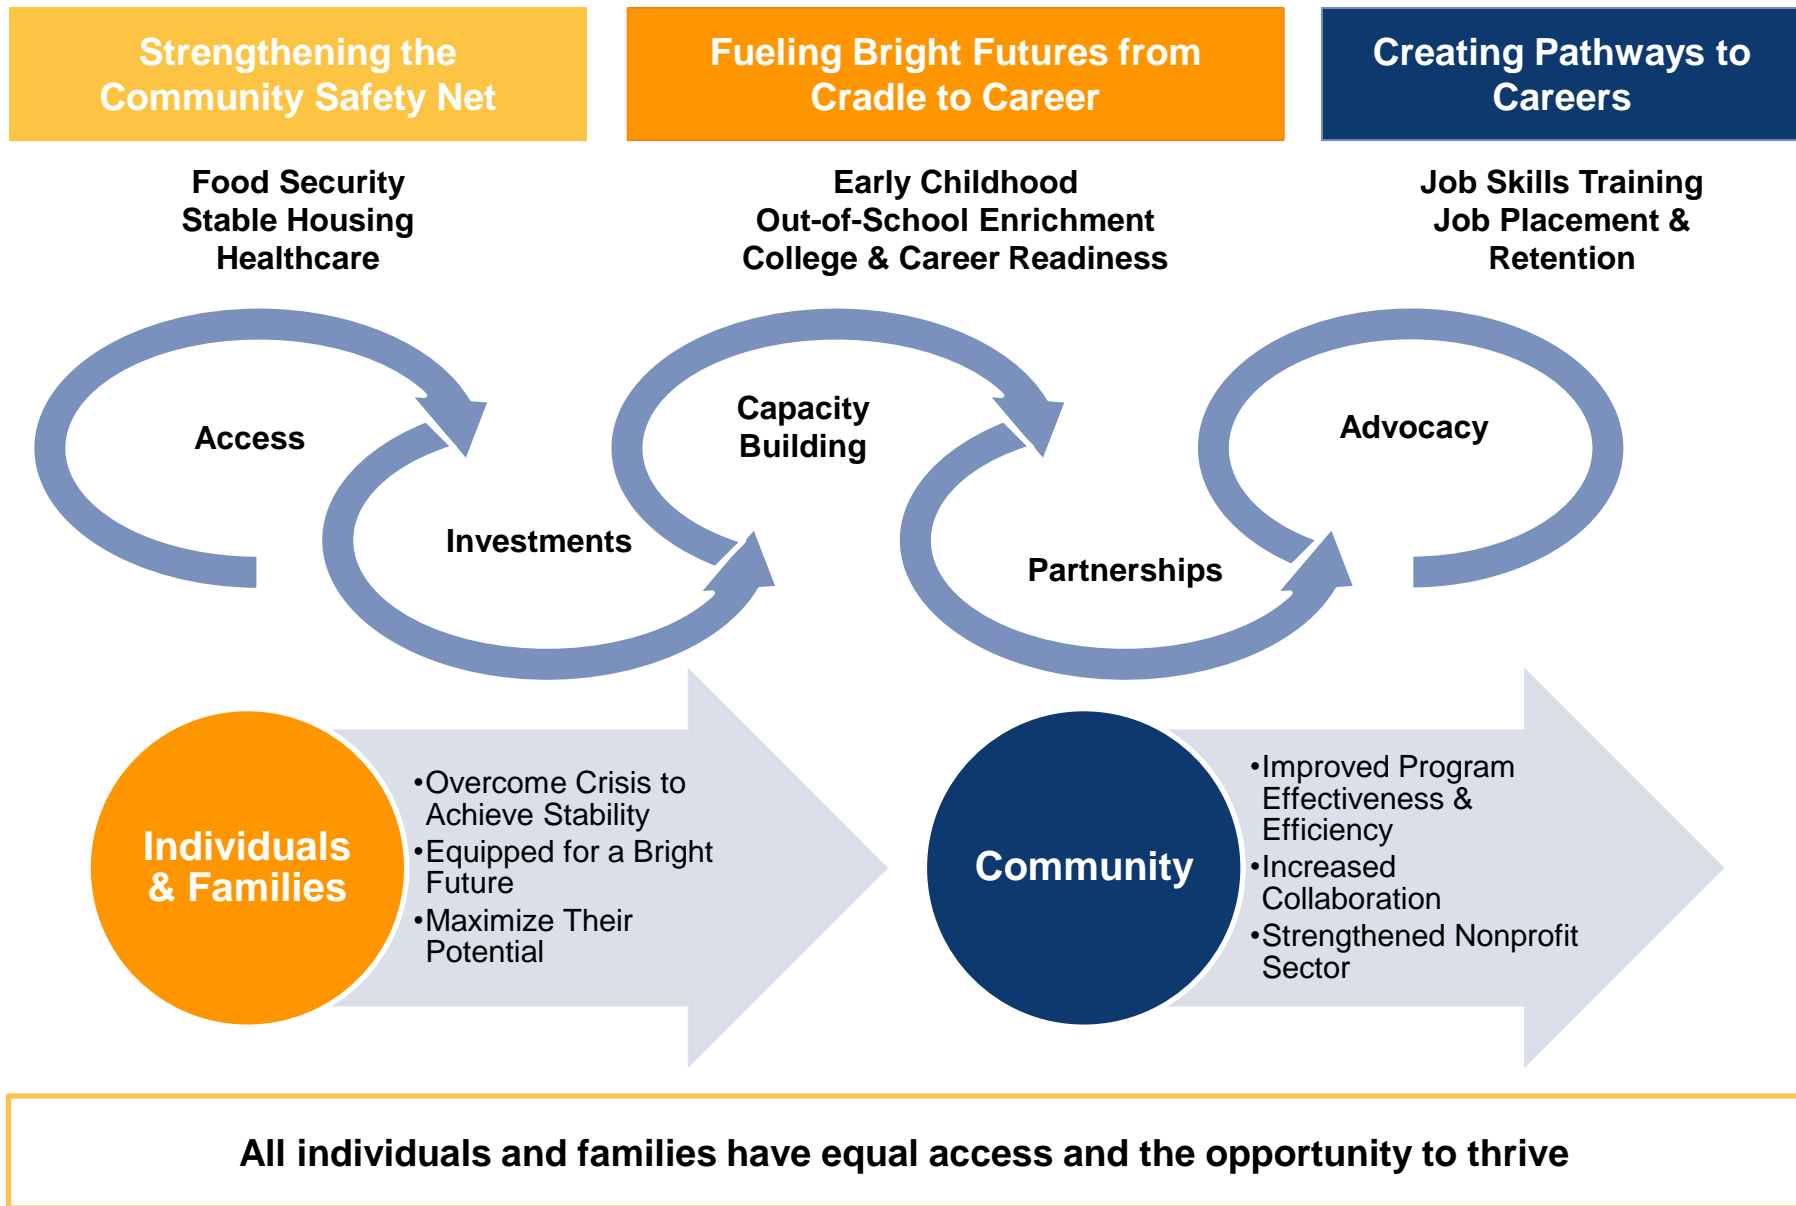 Strengthening the
Community Safety Net
Fueling Bright Futures from
Cradle to Career
Creating Pathways to
Careers
Food Security
Stable Housing
Healthcare
Early Childhood
Out-of-School Enrichment
College & Career Readiness
Job Skills Training
Job Placement &
Retention
Access
Investments
Capacity
Building
Partnerships
Advocacy
Individuals
& Families
•Overcome Crisis to
Achieve Stability
•Equipped for a Bright
Future
•Maximize Their
Potential
Community
•Improved Program
Effectiveness &
Efficiency
•Increased
Collaboration
•Strengthened Nonprofit
Sector
All individuals and families have equal access and the opportunity to thrive